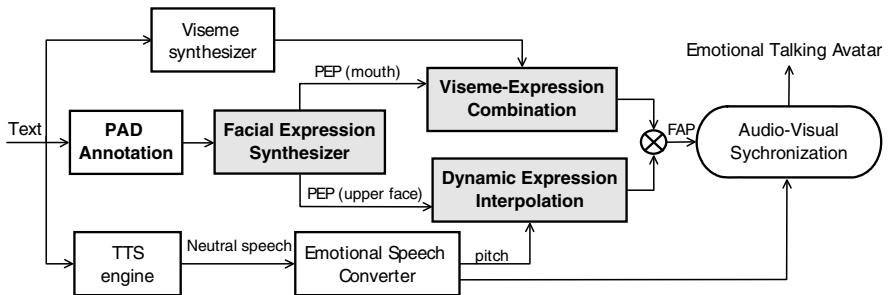 Viseme
synthesizer
Emotional Talking Avatar
PEP (mouth)
Viseme-Expression
Combination
Text
PAD
Annotation
Facial Expression
Synthesizer
FAP
Audio-Visual
Sychronization
PEP (upper face)
Dynamic Expression
Interpolation
TTS
engine
Neutral speech
Emotional Speech
Converter
pitch